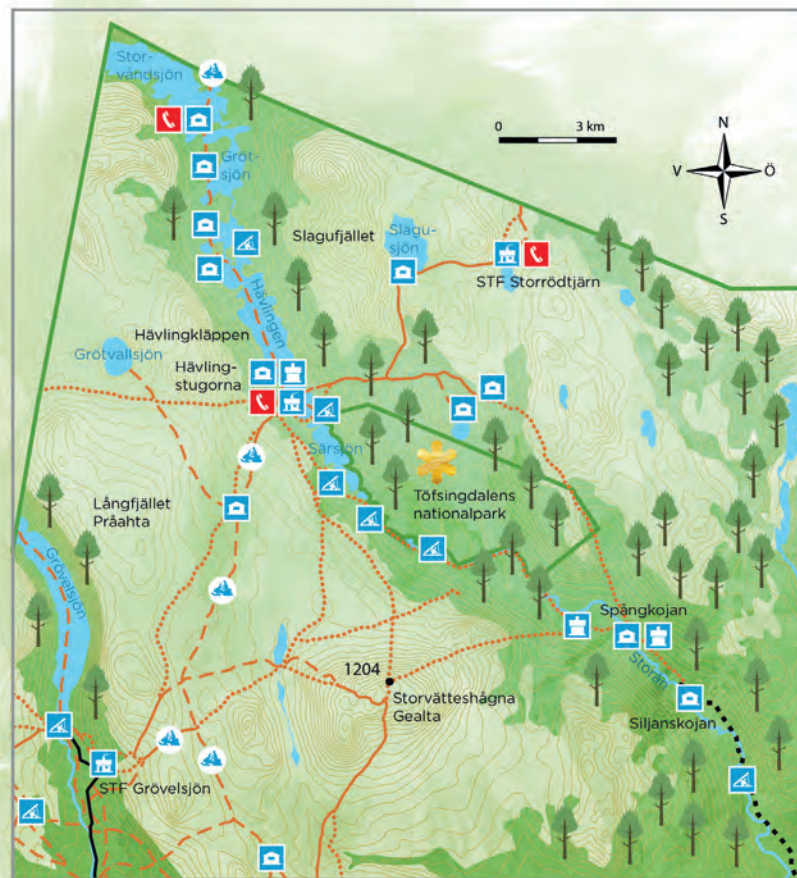 Stor-
våndsjön
0 3 km
N
V Ö
S
Gröt-
sjön
Slagufjället
Slagu-
sjön
STF Storrödtjärn
Hävlingen
Hävlingkläppen
Grötvallsjön
Hävling-
stugorna
Särsjön
Töfsingdalens
nationalpark
Långfjället
Pråahta
Grövelsjön
Spångkojan
Storån
1204
Storvätteshågna
Gealta
Siljanskojan
STF Grövelsjön